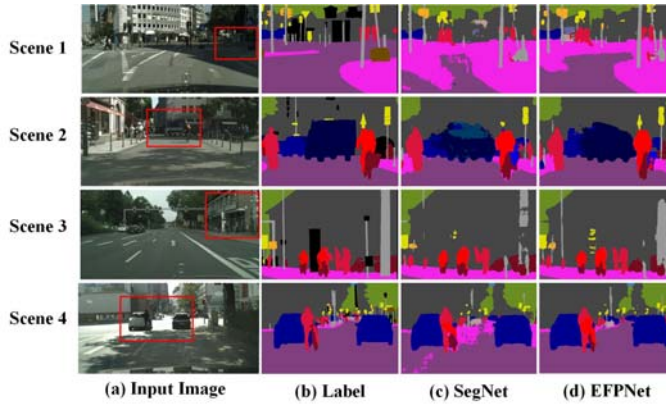 Scene 1
Scene 2
Scene 3
Scene 4
(a) Input Image (b) Label (c) SegNet (d) EFPNet